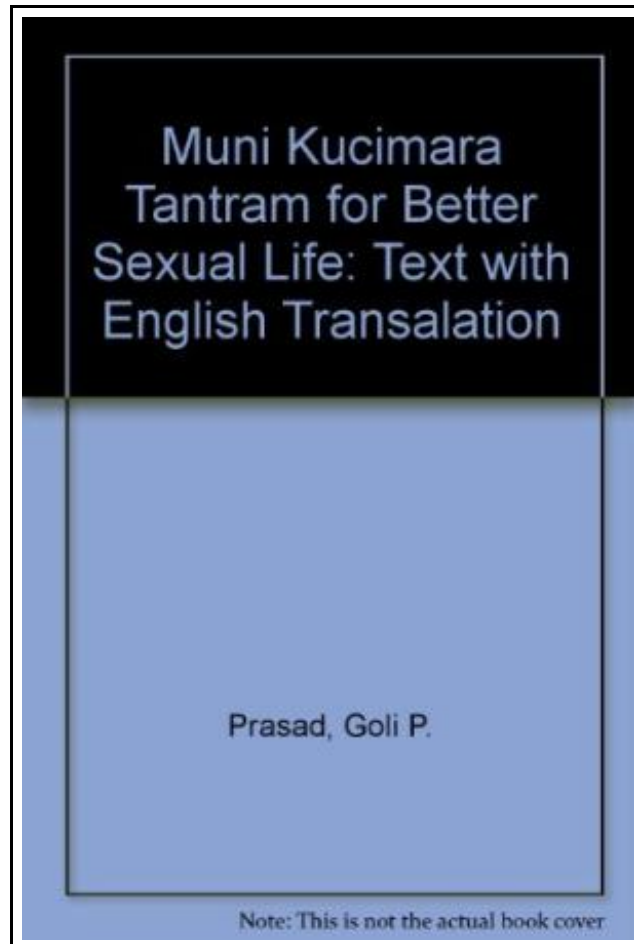 Muni Kucimara
Tantram for Better
Sexual Life: Text with
English Transalation
Prasad, Goli P.
Note: This is not the actual book cover